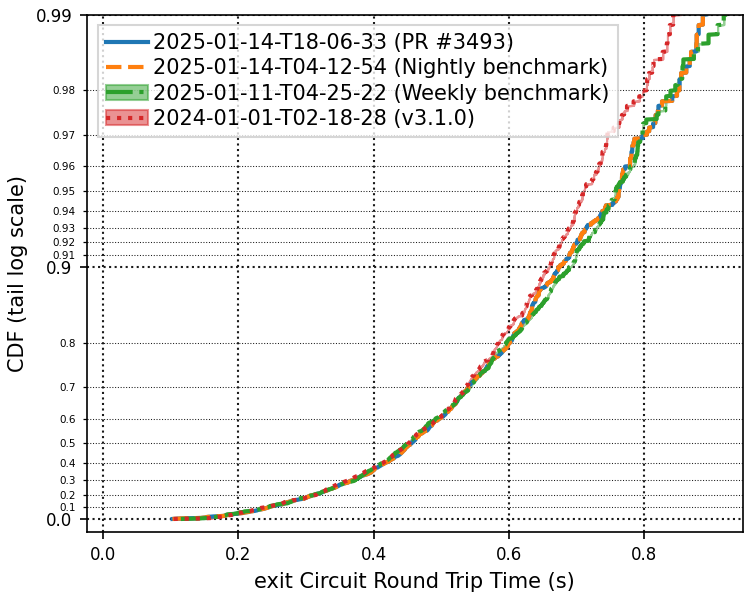 0.99
2025-01-14-T18-06-33 (PR #3493)
2025-01-14-T04-12-54 (Nightly benchmark)
2025-01-11-T04-25-22 (Weekly benchmark)
2024-01-01-T02-18-28 (v3.1.0)
0.98
0.97
0.96
0.95
0.94
0.93
0.92
0.91
0.9
0.8
0.7
0.6
0.5
0.4
0.3
0.2
0.1
0.0
CDF (tail log scale)
0.0 0.2 0.4 0.6 0.8
exit Circuit Round Trip Time (s)